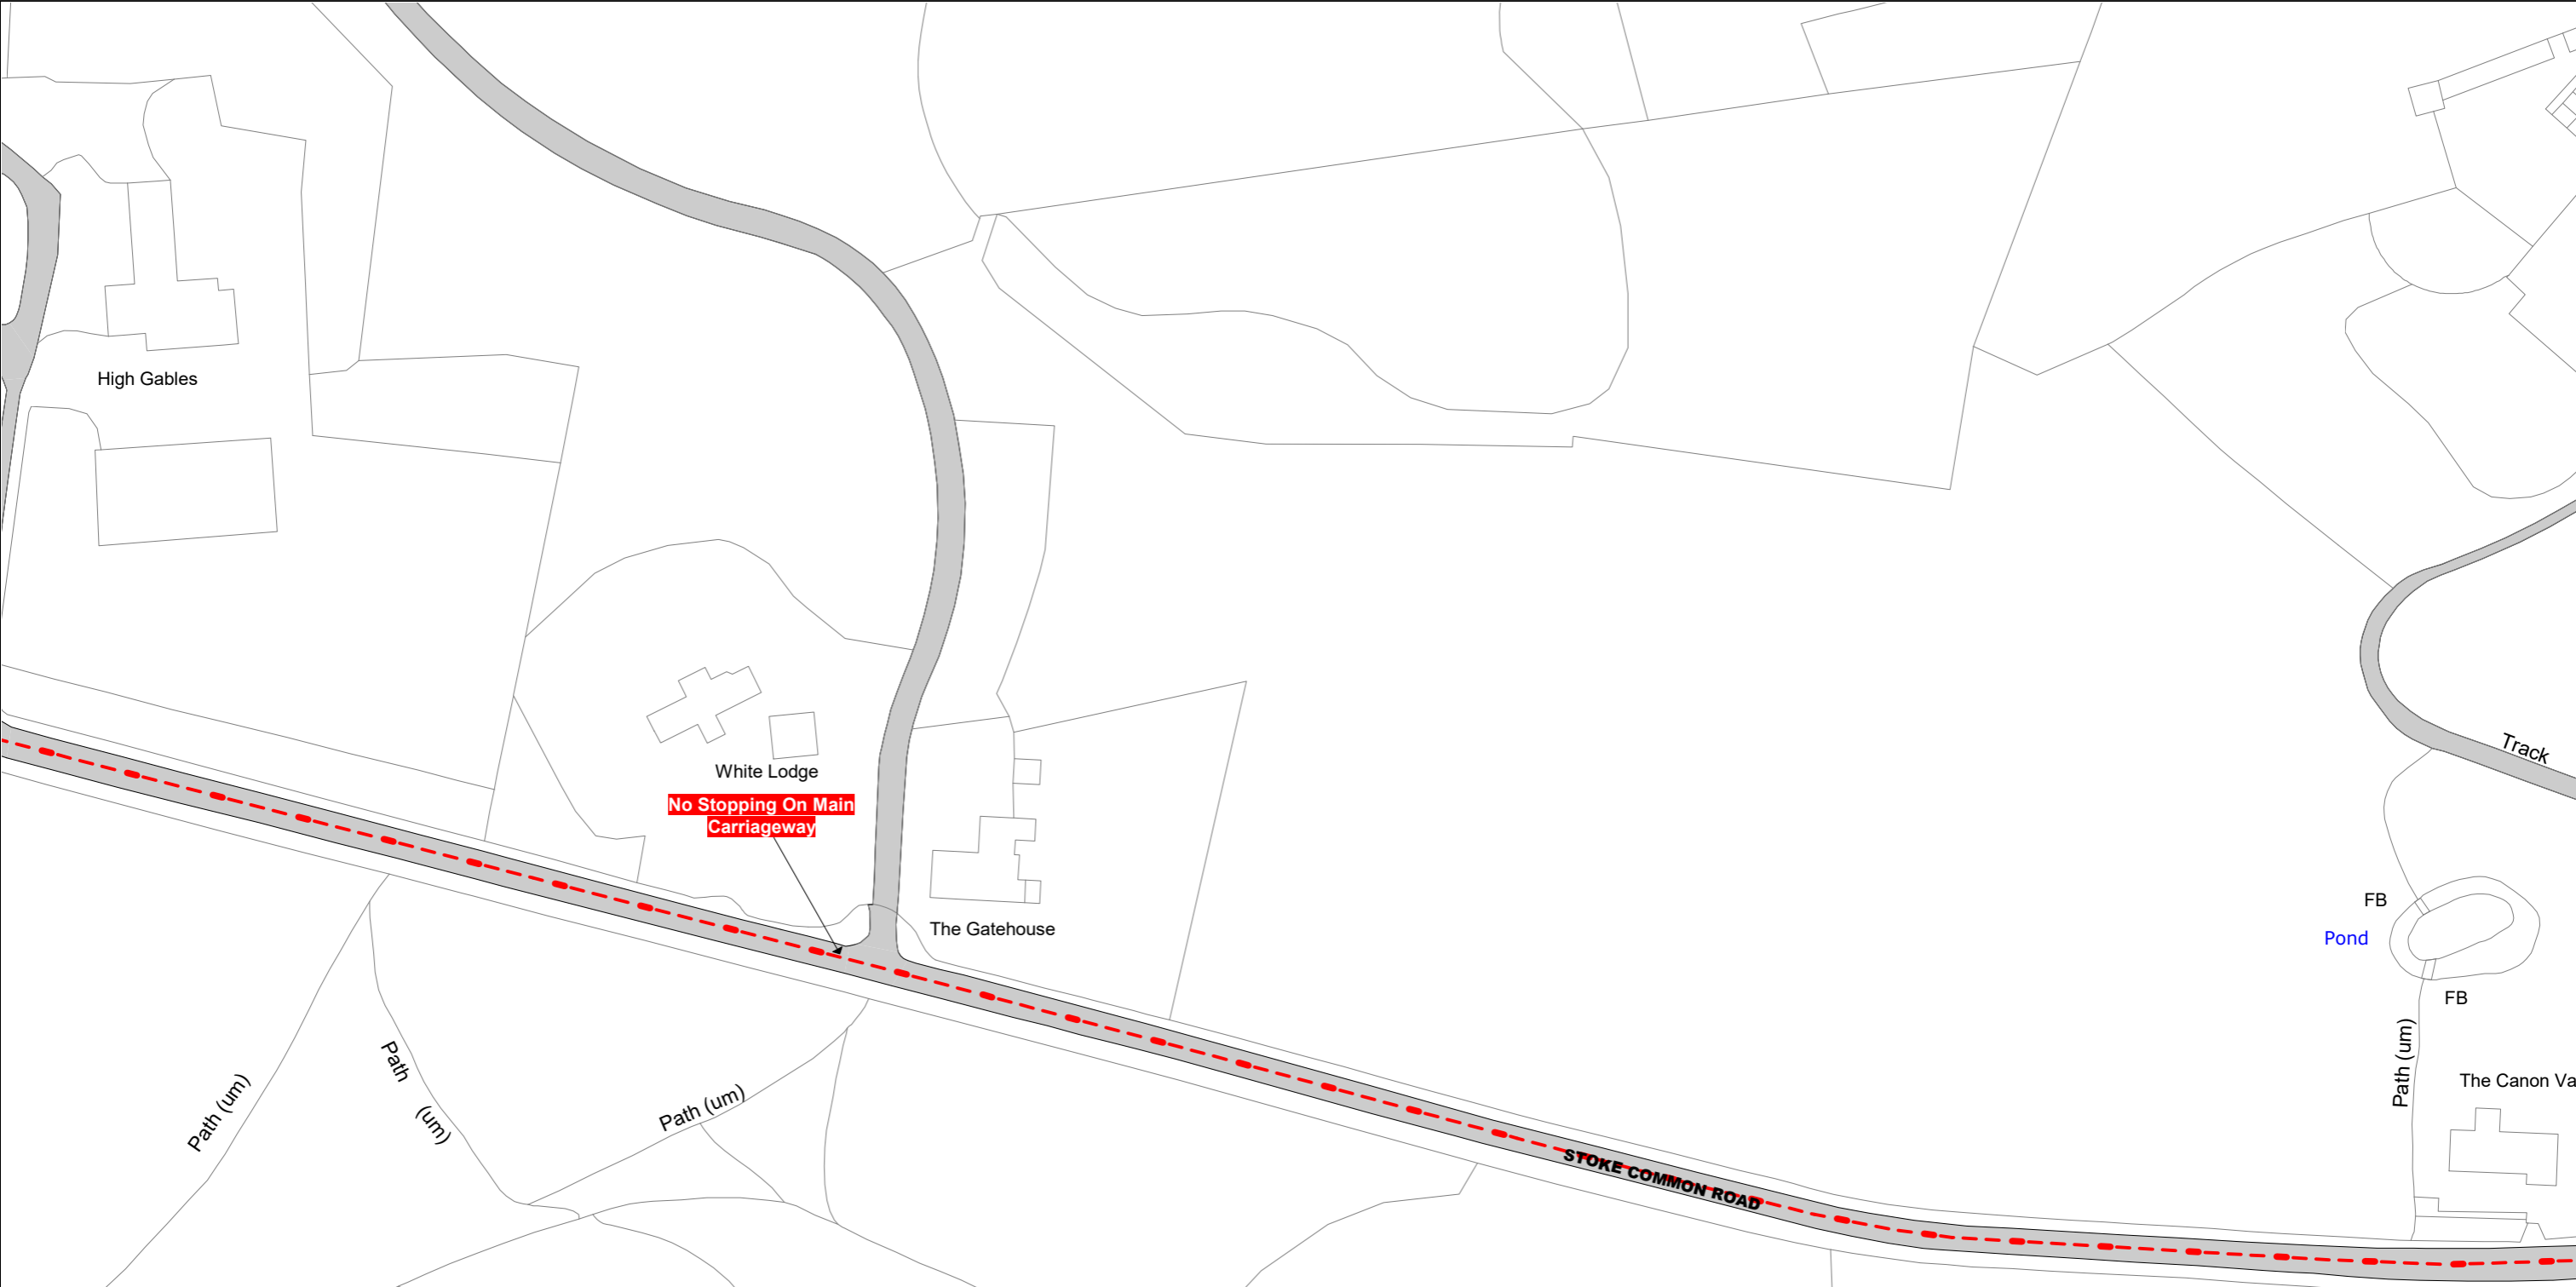 High Gables
White Lodge
No Stopping On Main
Carriageway
The Gatehouse
Track
FB
Pond
FB
Path (um)
The Canon Va
Path
(um)
Path (um)
Path (um)
STOKE COMMON ROAD